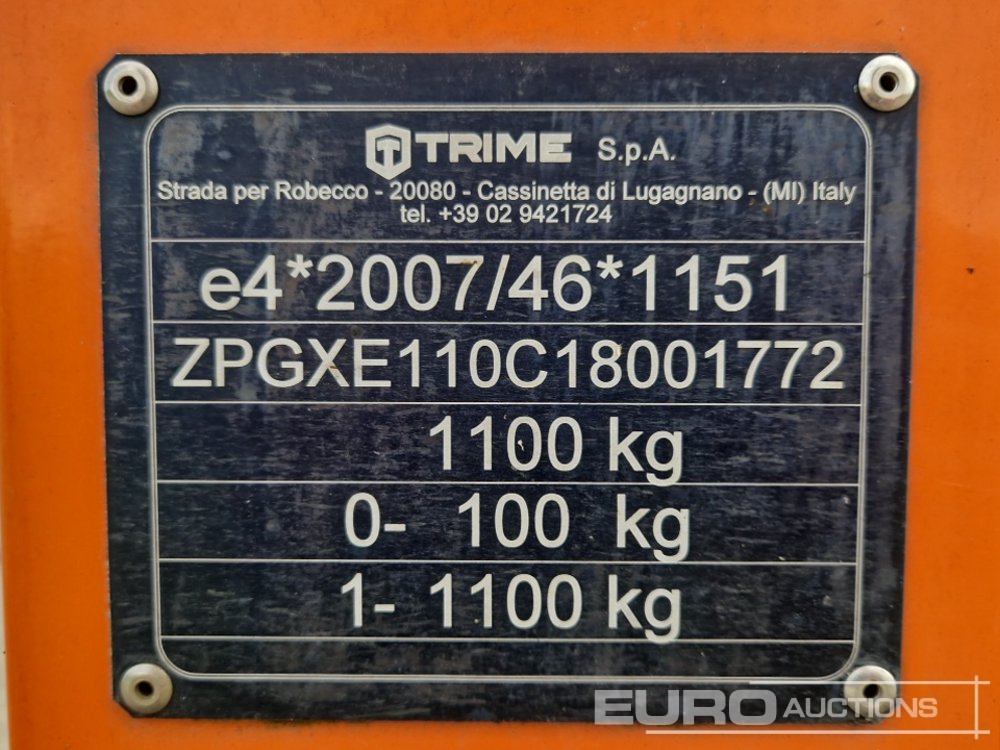 TRIME S.p.A.
Strada per Robecco - 20080 - Cassinetta di Lugagnano - (MI) Italy
tel. +39 02 9421724
e4*2007/46*1151
ZPGXE110C18001772
1100 kg
0- 100 kg
1- 1100 kg
EURO AUCTIONS